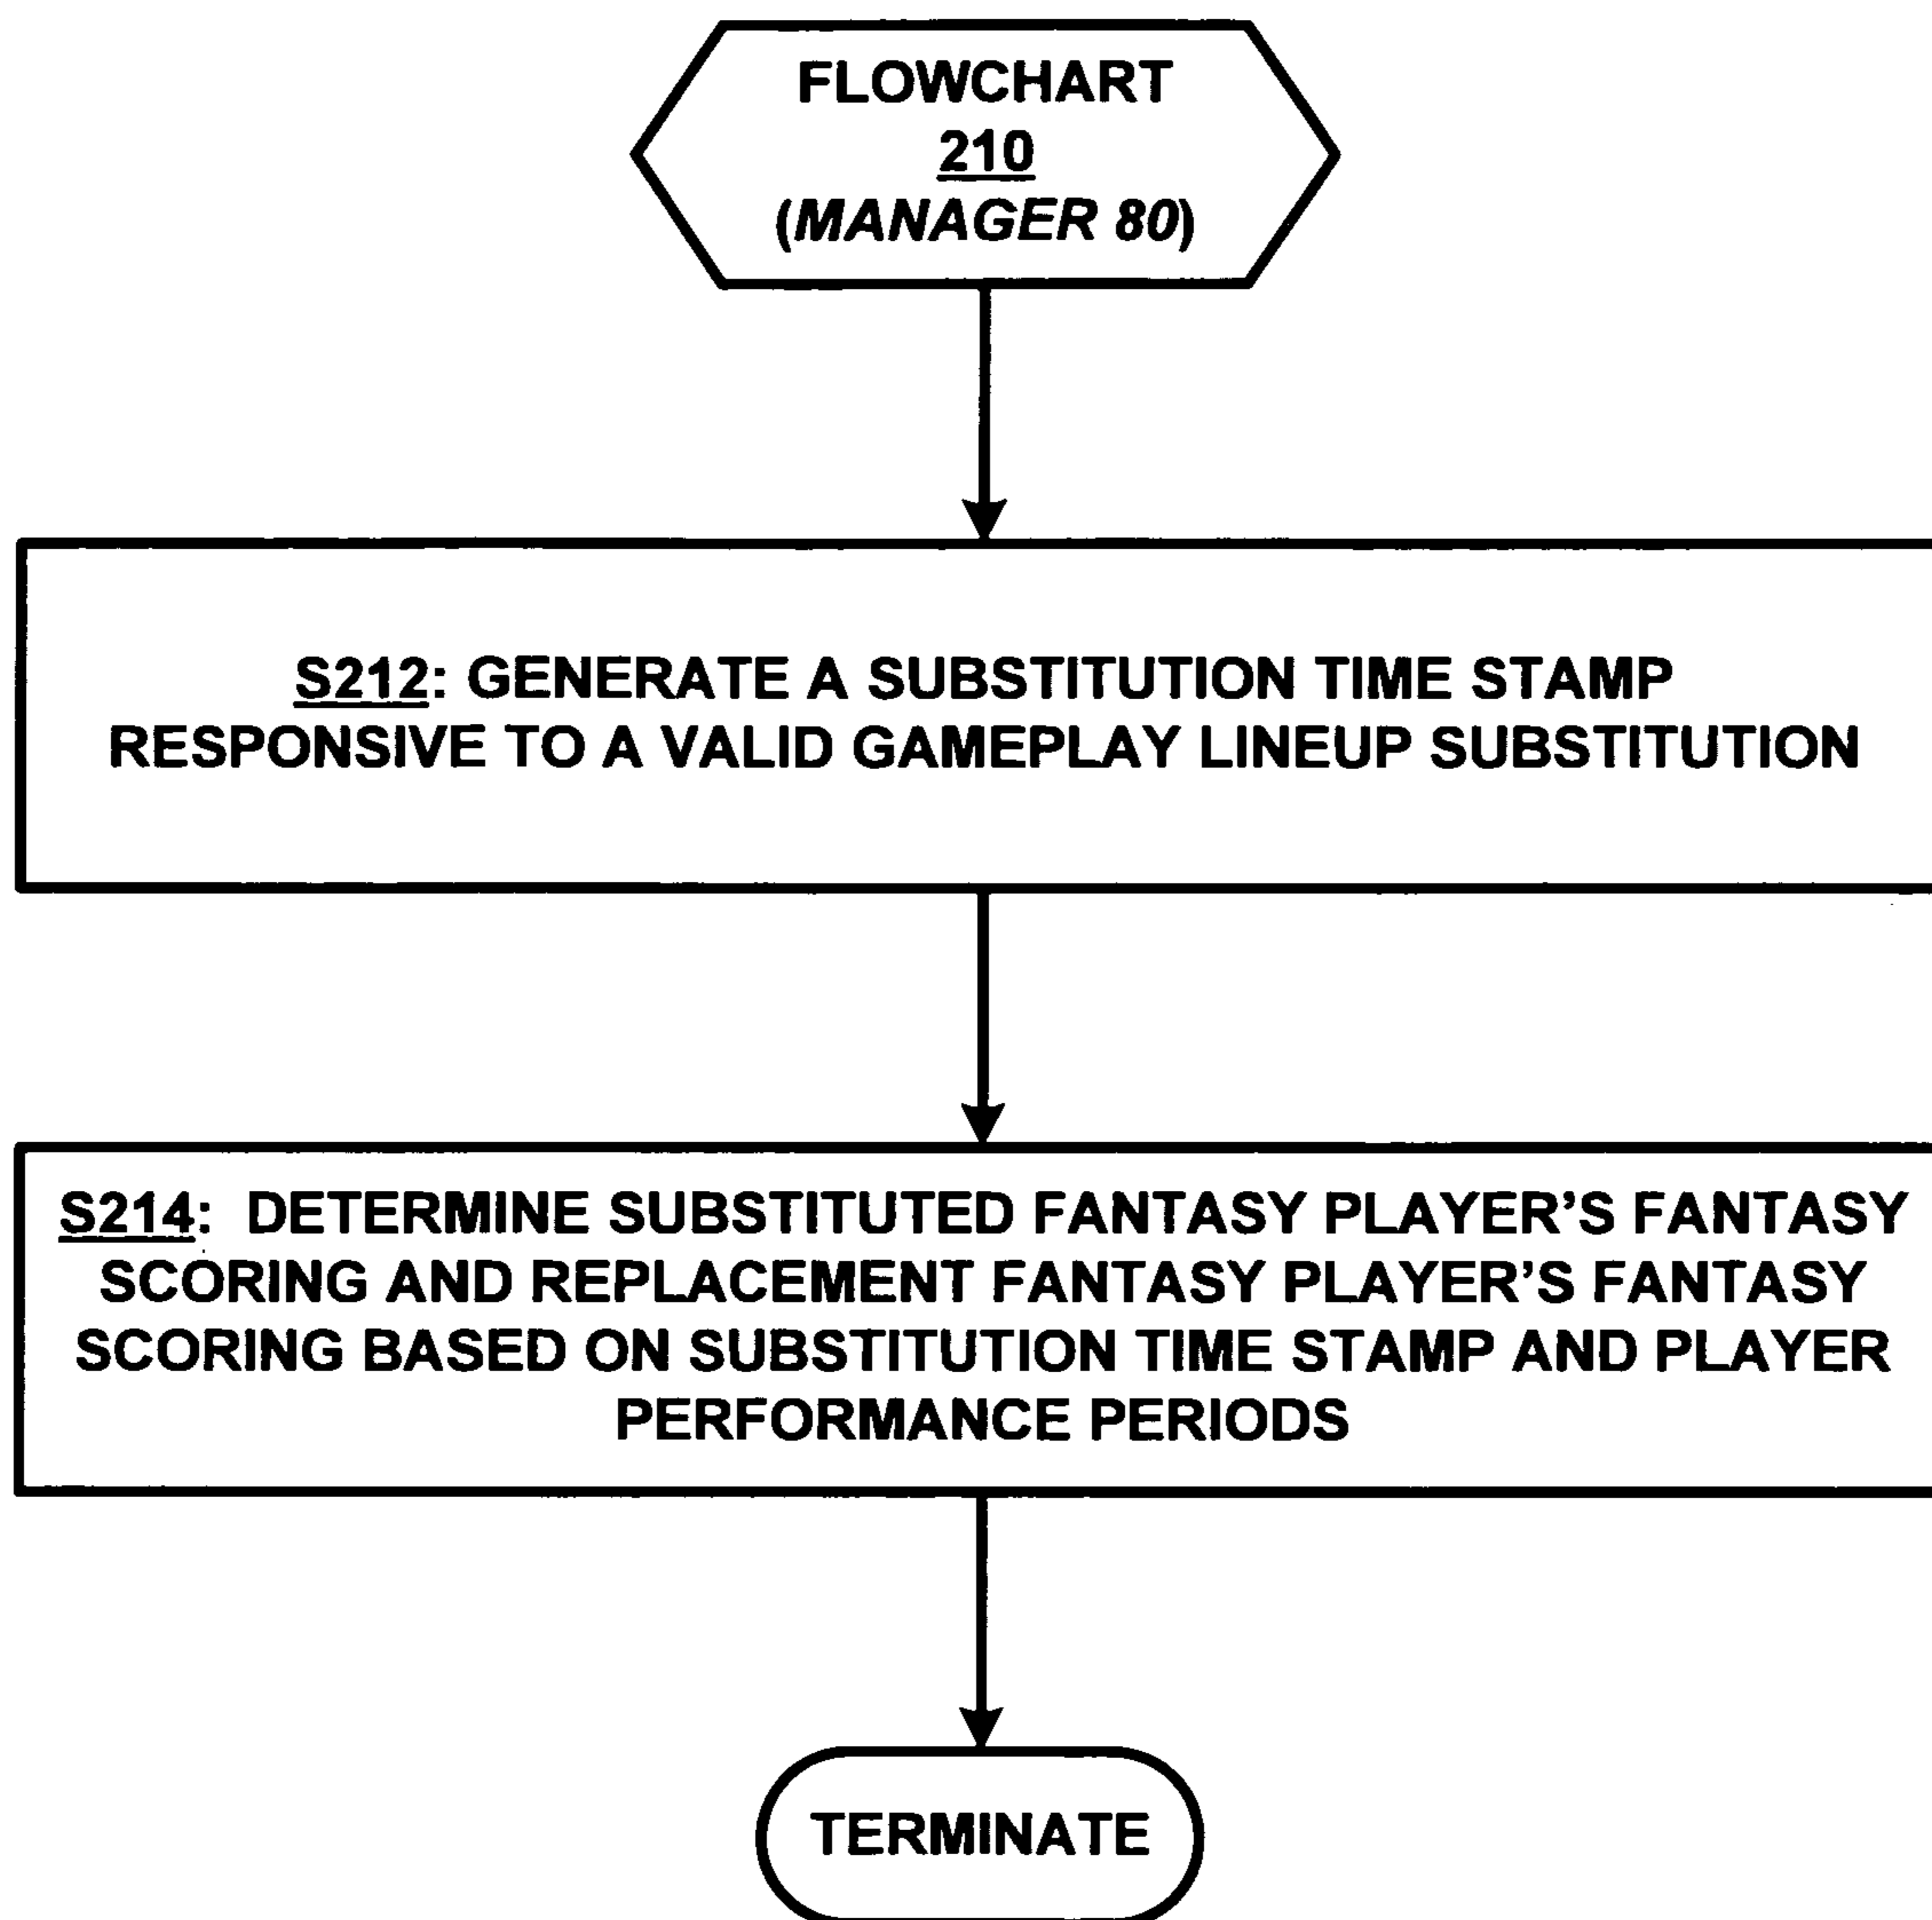 FLOWCHART
210
(MANAGER 80)
S212: GENERATE A SUBSTITUTION TIME STAMP
RESPONSIVE TO A VALID GAMEPLAY LINEUP SUBSTITUTION
S214: DETERMINE SUBSTITUTED FANTASY PLAYER'S FANTASY
SCORING AND REPLACEMENT FANTASY PLAYER'S FANTASY
SCORING BASED ON SUBSTITUTION TIME STAMP AND PLAYER
PERFORMANCE PERIODS
TERMINATE